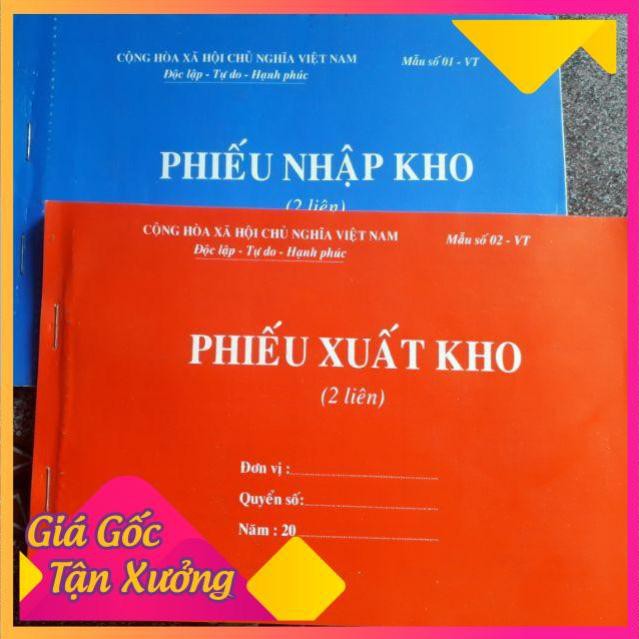 CỘNG HÒA XÃ HỘI CHỦ NGHĨA VIỆT NAM
Độc lập - Tự do - Hạnh phúc
Mẫu số 01 - VT
PHIẾU NHẬP KHO
(2 liên)
CỘNG HÒA XÃ HỘI CHỦ NGHĨA VIỆT NAM
Độc lập - Tự do - Hạnh phúc
Mẫu số 02 - VT
PHIẾU XUẤT KHO
(2 liên)
Đơn vị :
Quyển số:
Năm : 20
Giá Gốc
Tận Xưởng